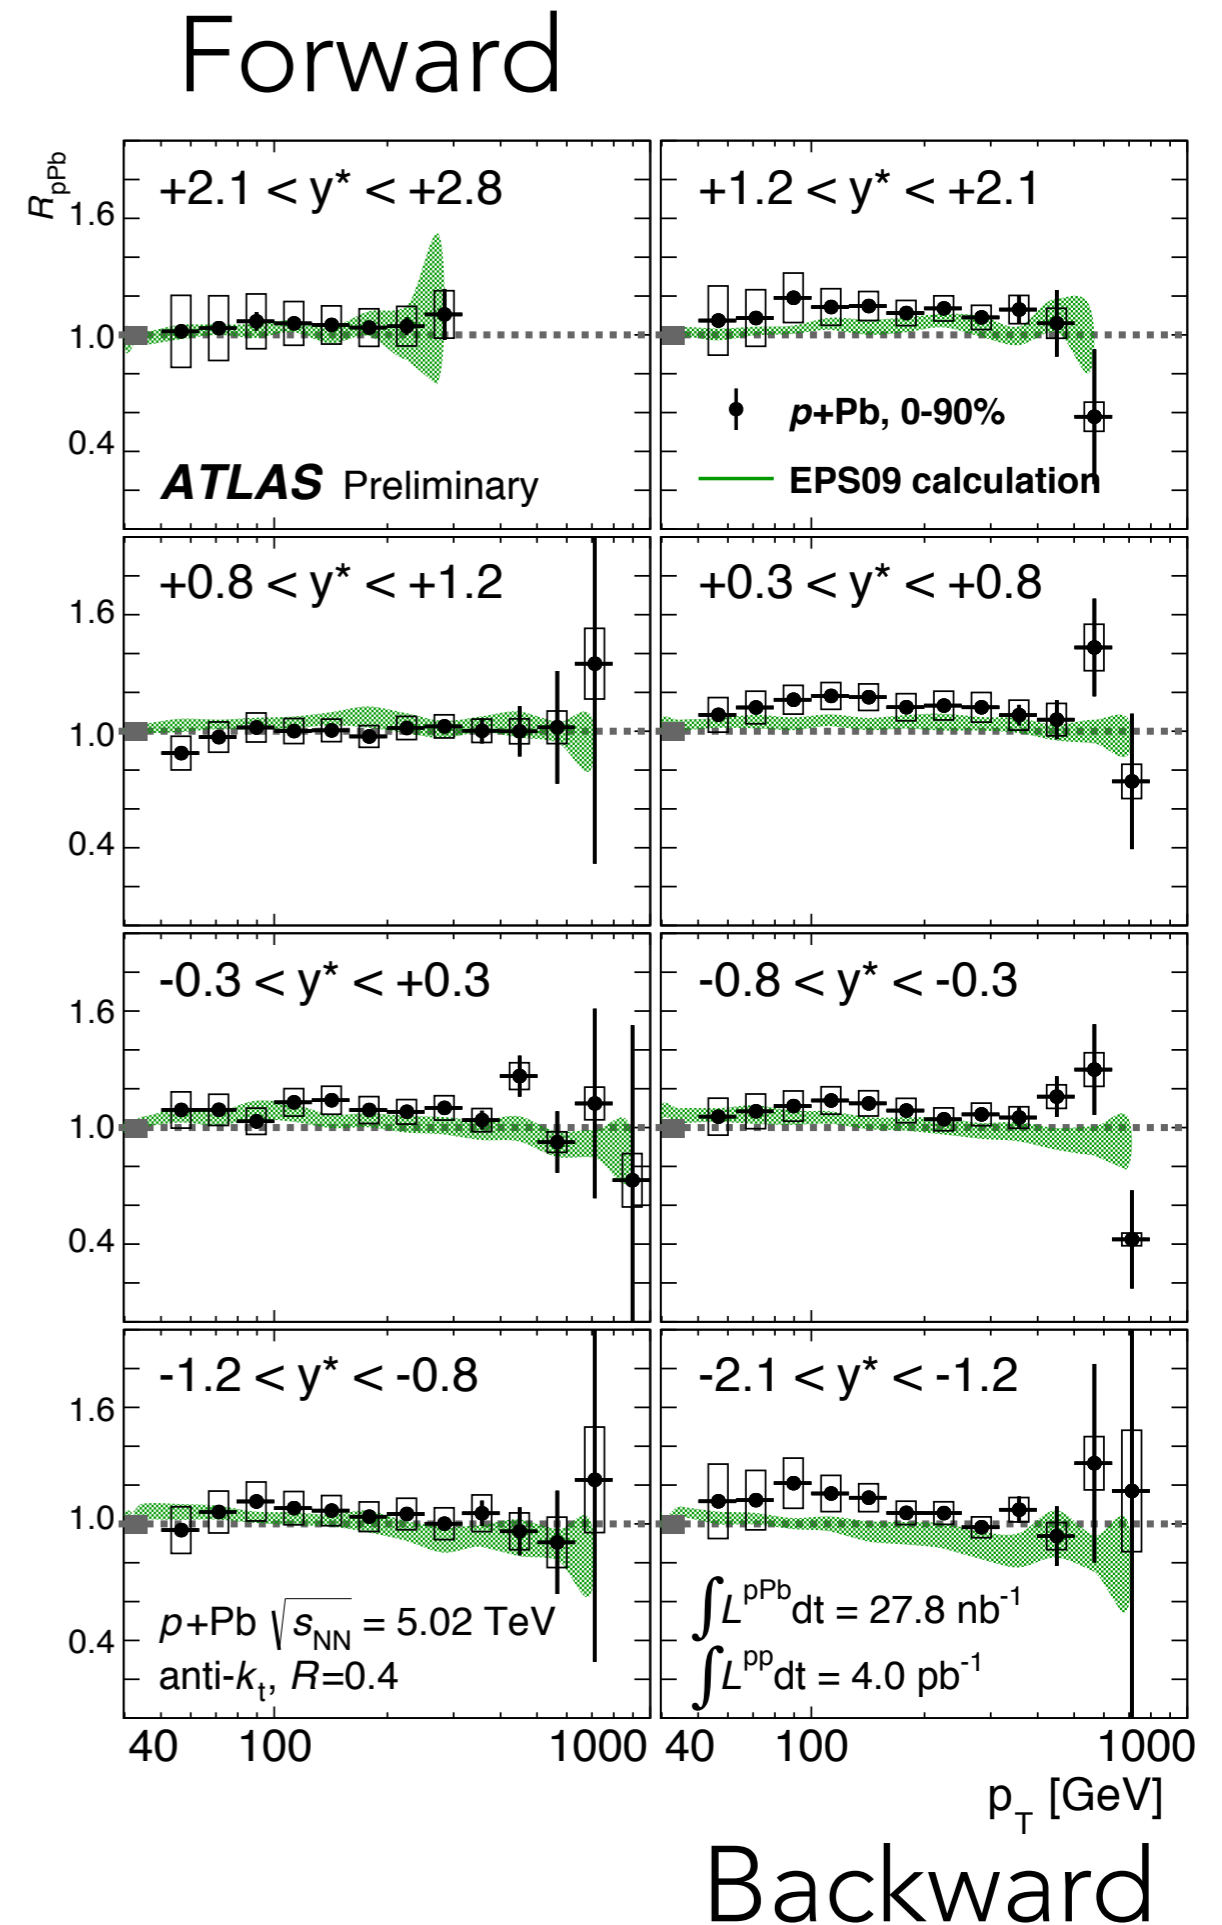 Forward
R_pPb
+2.1 < y* < +2.8
+1.2 < y* < +2.1
1.6
1.0
0.4
p+Pb, 0-90%
ATLAS Preliminary
EPS09 calculation
+0.8 < y* < +1.2
+0.3 < y* < +0.8
1.6
1.0
0.4
-0.3 < y* < +0.3
-0.8 < y* < -0.3
1.6
1.0
0.4
-1.2 < y* < -0.8
-2.1 < y* < -1.2
1.6
1.0
0.4
p+Pb √s_NN = 5.02 TeV
anti-k_t, R=0.4
∫L^pPb dt = 27.8 nb^-1
∫L^pp dt = 4.0 pb^-1
40 100 1000 40 100 1000
p_T [GeV]
Backward